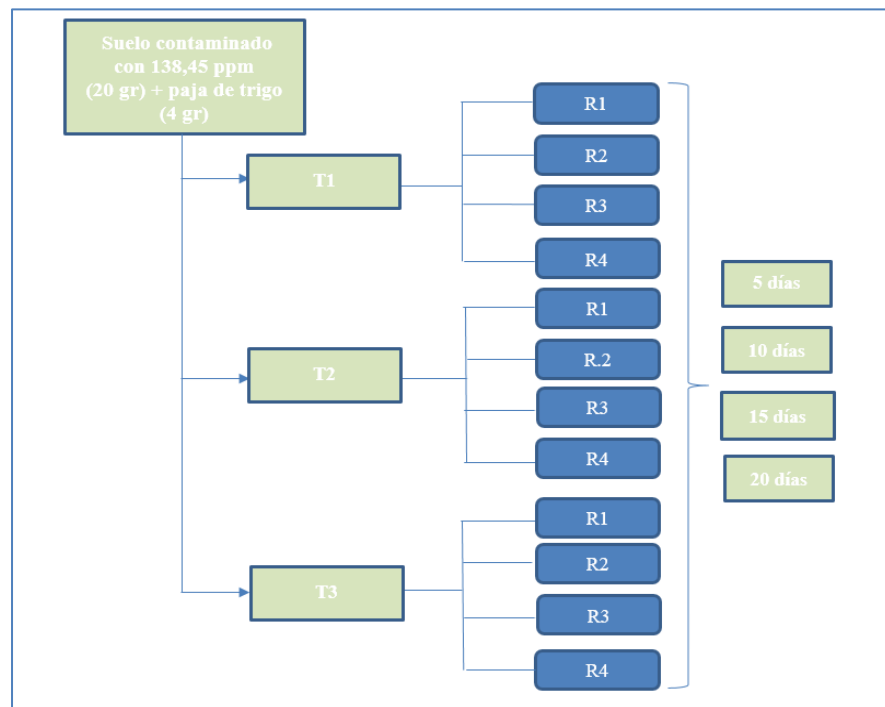 Suelo contaminado
con 138,45 ppm
(20 gr) + paja de trigo
(4 gr)
T1
R1
R2
R3
R4
T2
R1
R.2
R3
R4
T3
R1
R2
R3
R4
5 días
10 días
15 días
20 días